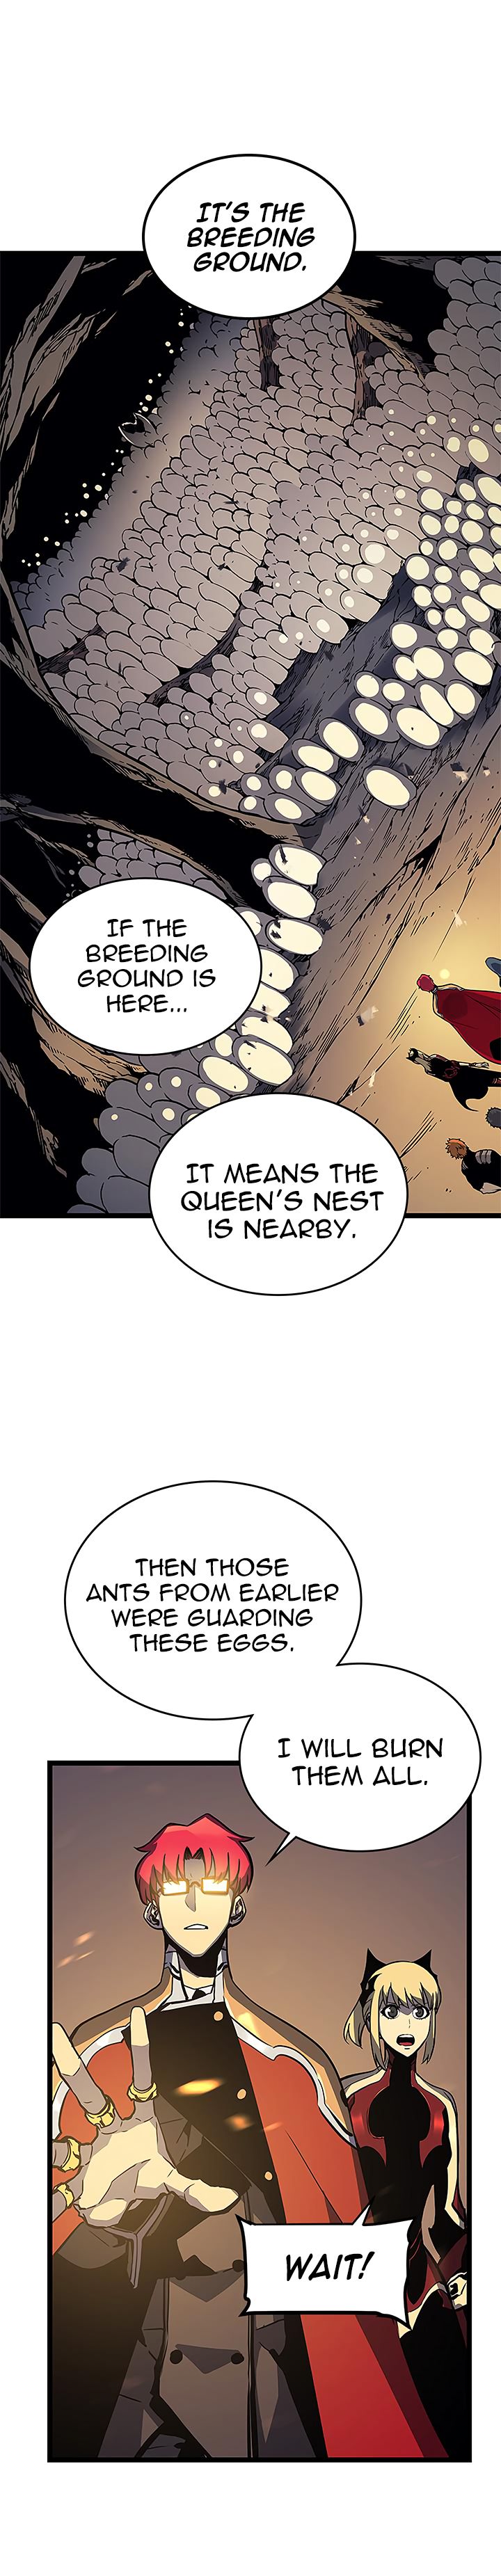 IT'S THE
BREEDING
GROUND.
IF THE
BREEDING
GROUND IS
HERE...
IT MEANS THE
QUEEN'S NEST
IS NEARBY.
THEN THOSE
ANTS FROM EARLIER
WERE GUARDING
THESE EGGS.
I WILL BURN
THEM ALL.
WAIT!